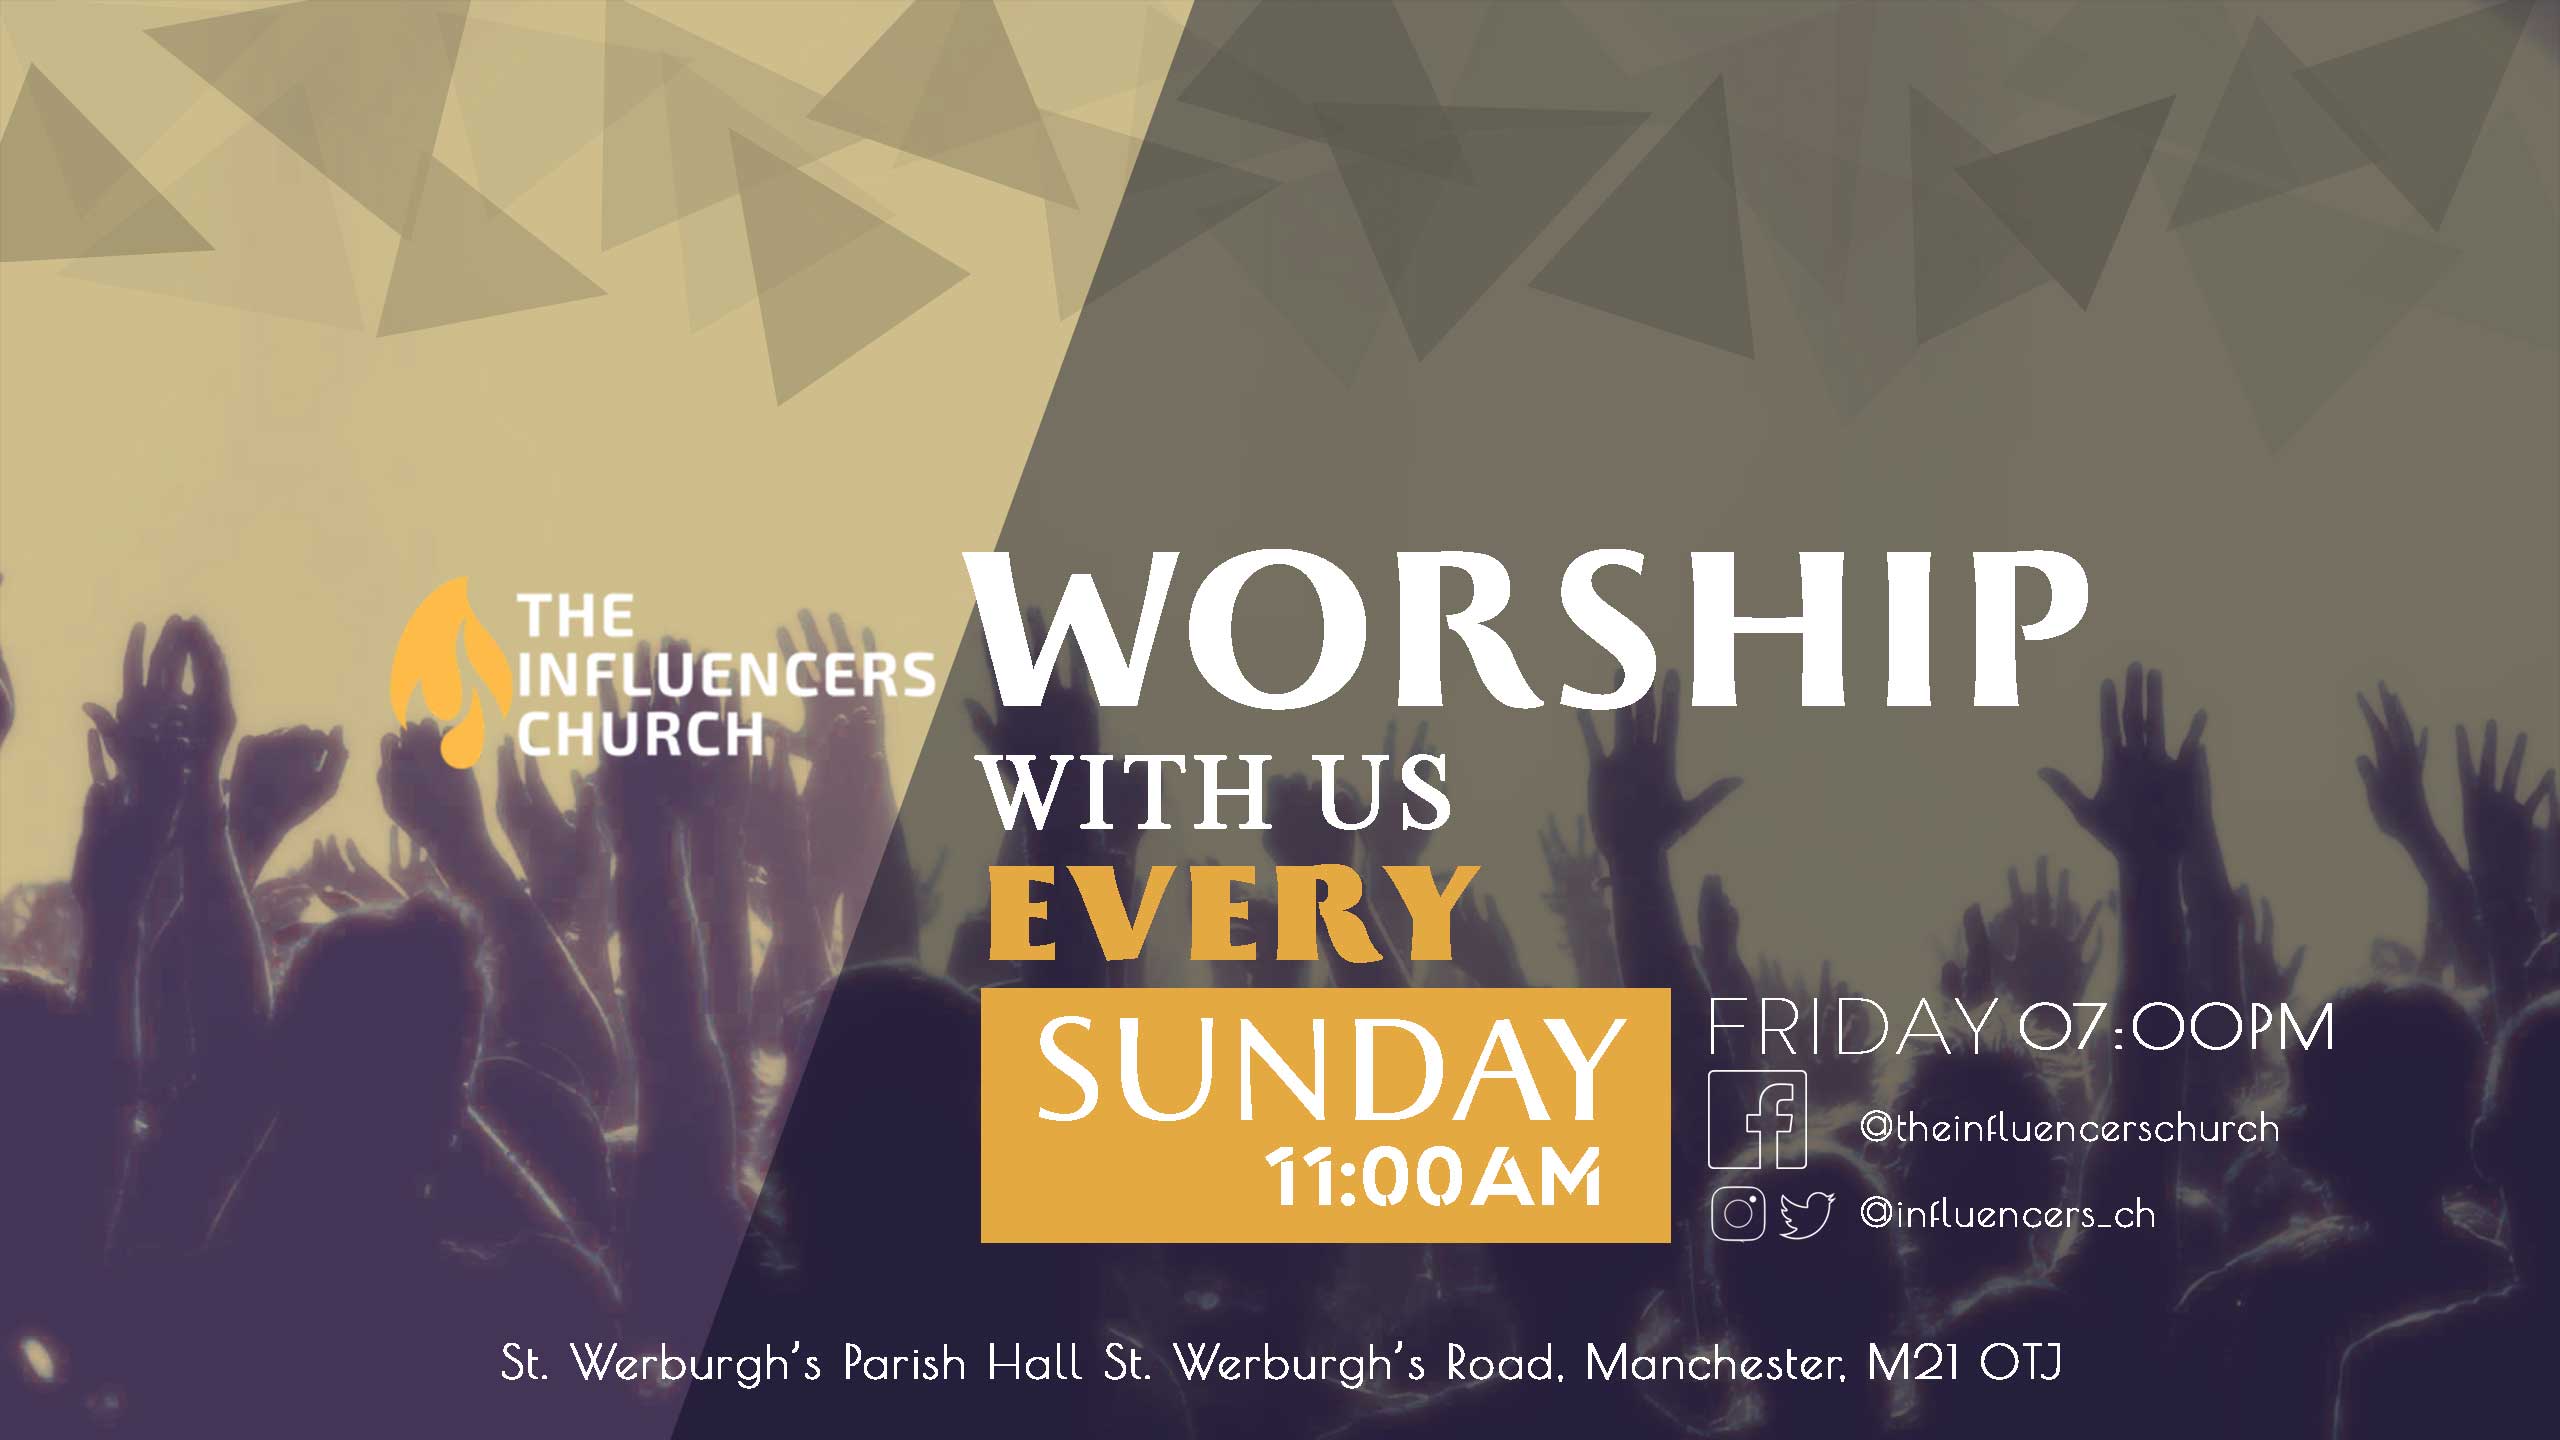 THE
INFLUENCERS
CHURCH
WORSHIP
WITH US
EVERY
SUNDAY
11:00AM
FRIDAY 07:00PM
@theinfluencerschurch
@influencers_ch
St. Werburgh's Parish Hall St. Werburgh's Road, Manchester, M21 0TJ